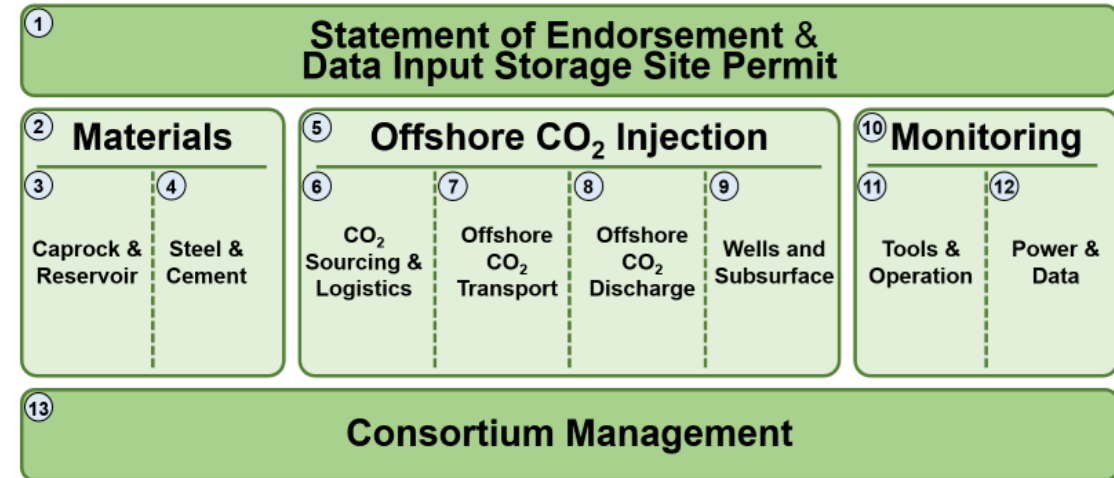 1
Statement of Endorsement &
Data Input Storage Site Permit
2
Materials
3
Caprock &
Reservoir
4
Steel &
Cement
5
Offshore CO₂ Injection
6
CO₂
Sourcing &
Logistics
7
Offshore
CO₂
Transport
8
Offshore
CO₂
Discharge
9
Wells and
Subsurface
10
Monitoring
11
Tools &
Operation
12
Power &
Data
13
Consortium Management